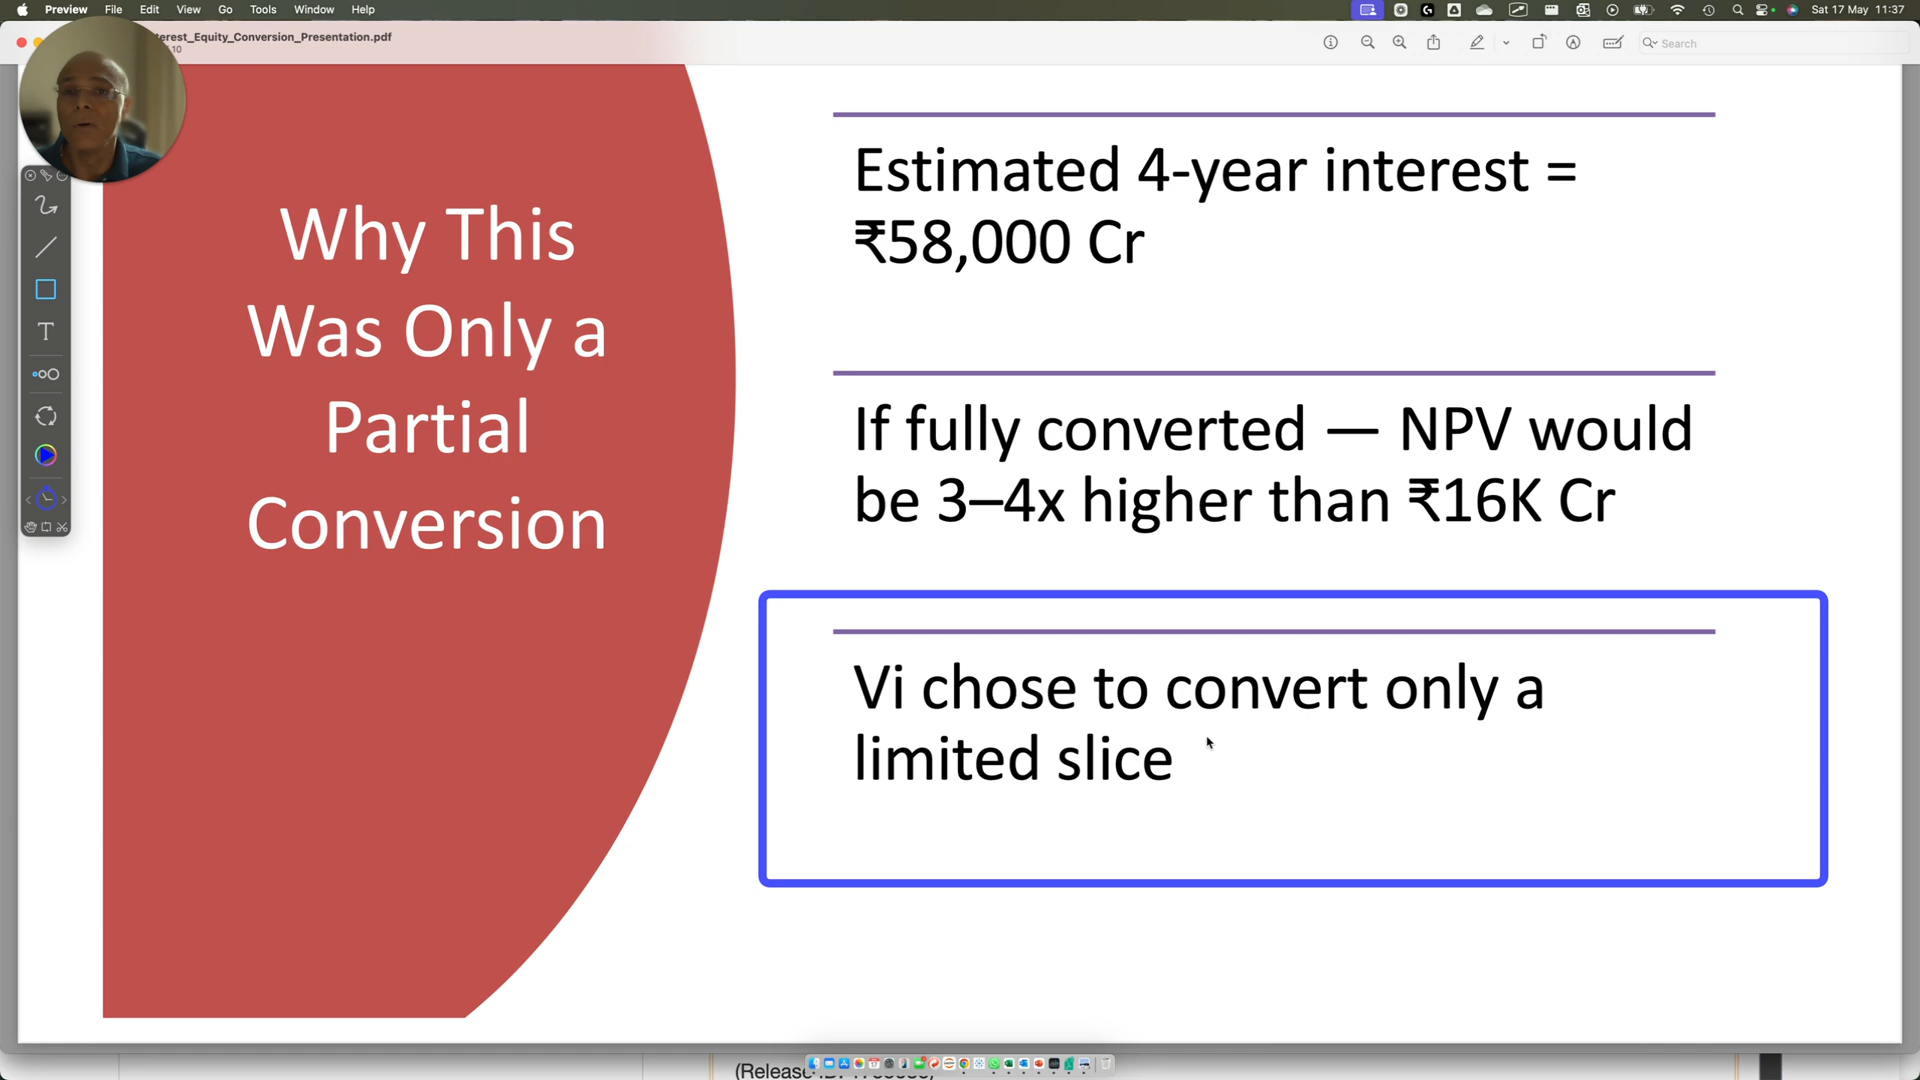 Preview File Edit View Go Tools Window Help
Sat 17 May 11:37
erest_Equity_Conversion_Presentation.pdf
10
Search
Why This
Was Only a
Partial
Conversion
Estimated 4-year interest =
₹58,000 Cr
If fully converted — NPV would
be 3–4x higher than ₹16K Cr
Vi chose to convert only a
limited slice
T